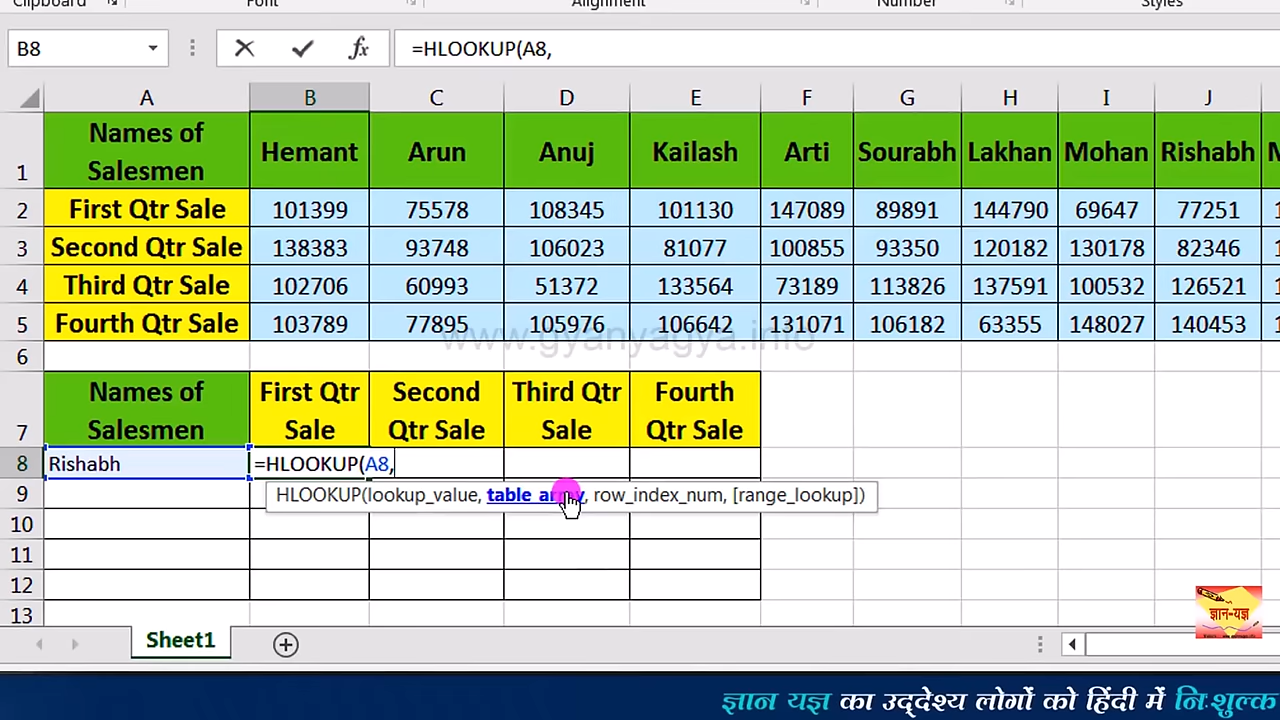 Clipboard Font Alignment Number Styles
B8 fx =HLOOKUP(A8,
A B C D E F G H I J
1 Names of Salesmen Hemant Arun Anuj Kailash Arti Sourabh Lakhan Mohan Rishabh
2 First Qtr Sale 101399 75578 108345 101130 147089 89891 144790 69647 77251
3 Second Qtr Sale 138383 93748 106023 81077 100855 93350 120182 130178 82346
4 Third Qtr Sale 102706 60993 51372 133564 73189 113826 137591 100532 126521
5 Fourth Qtr Sale 103789 77895 105976 106642 131071 106182 63355 148027 140453
www.gyanyagya.info
6
7 Names of Salesmen First Qtr Sale Second Qtr Sale Third Qtr Sale Fourth Qtr Sale
8 Rishabh =HLOOKUP(A8,
9 HLOOKUP(lookup_value, table_array, row_index_num, [range_lookup])
10
11
12
13
ज्ञान-यज्ञ
Sheet1
ज्ञान यज्ञ का उद्देश्य लोगों को हिंदी में निःशुल्क